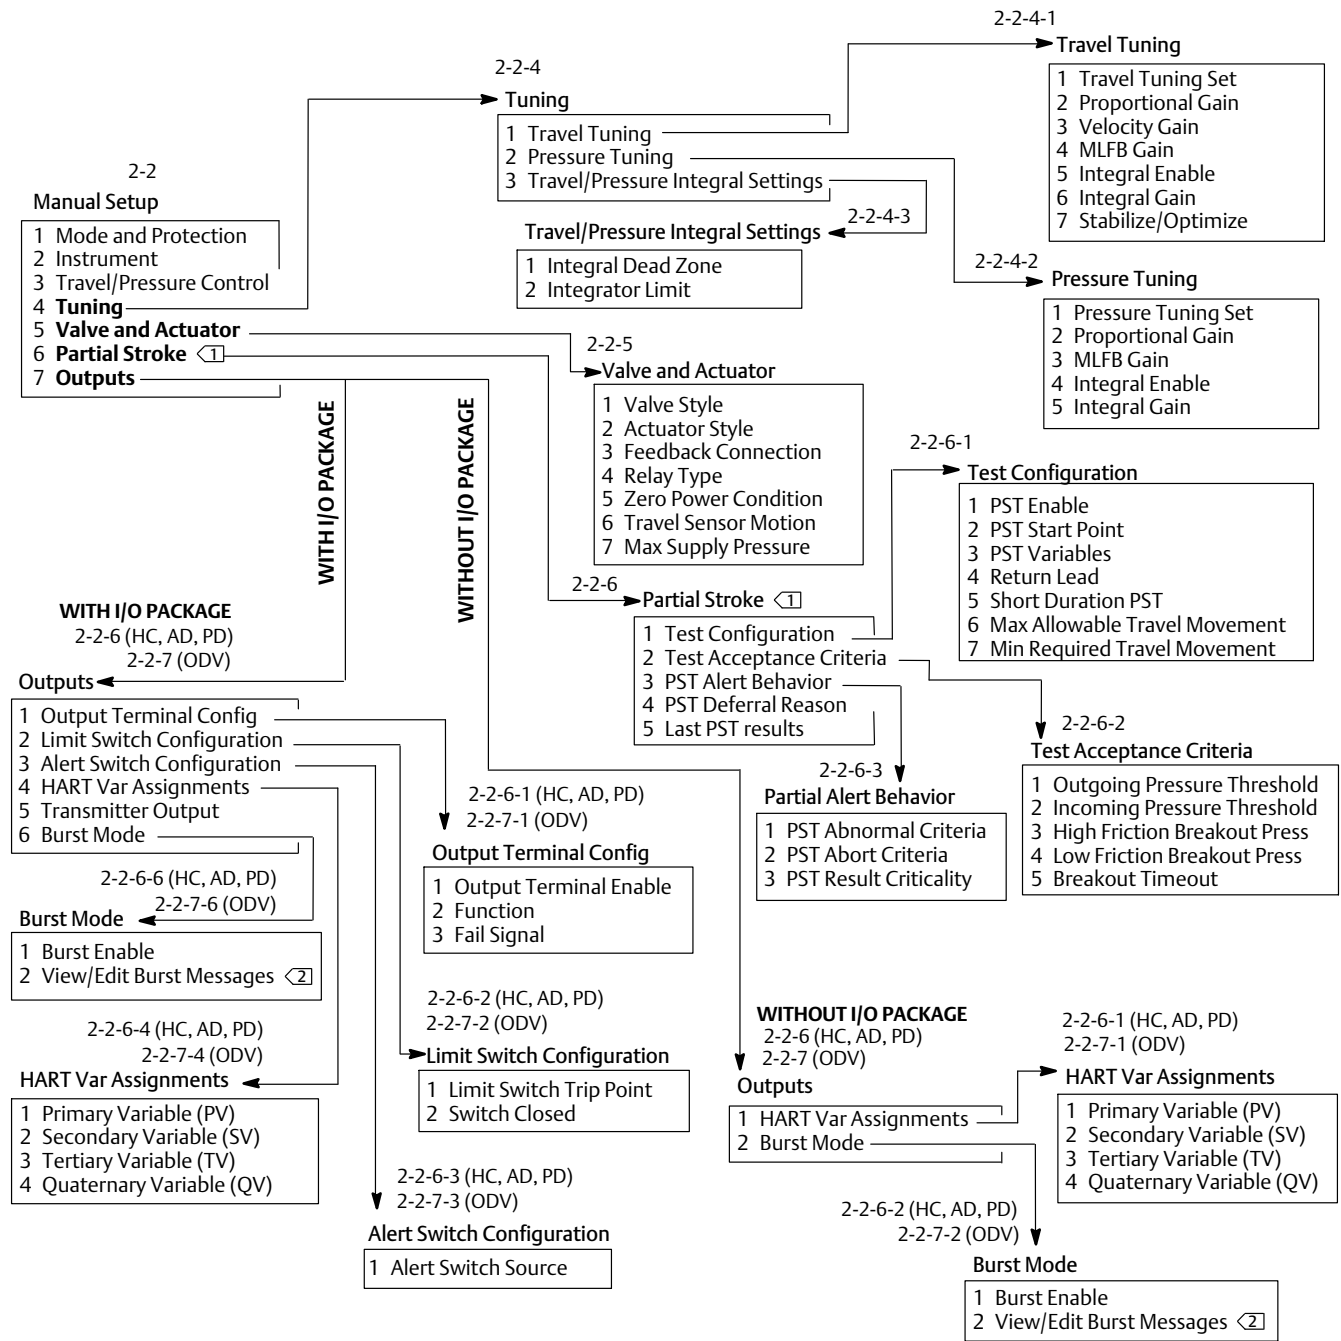 2-2
Manual Setup
1 Mode and Protection
2 Instrument
3 Travel/Pressure Control
4 Tuning
5 Valve and Actuator
6 Partial Stroke 1
7 Outputs
2-2-4
Tuning
1 Travel Tuning
2 Pressure Tuning
3 Travel/Pressure Integral Settings
2-2-4-1
Travel Tuning
1 Travel Tuning Set
2 Proportional Gain
3 Velocity Gain
4 MLFB Gain
5 Integral Enable
6 Integral Gain
7 Stabilize/Optimize
2-2-4-3
Travel/Pressure Integral Settings
1 Integral Dead Zone
2 Integrator Limit
2-2-4-2
Pressure Tuning
1 Pressure Tuning Set
2 Proportional Gain
3 MLFB Gain
4 Integral Enable
5 Integral Gain
2-2-5
Valve and Actuator
1 Valve Style
2 Actuator Style
3 Feedback Connection
4 Relay Type
5 Zero Power Condition
6 Travel Sensor Motion
7 Max Supply Pressure
WITH I/O PACKAGE
WITHOUT I/O PACKAGE
2-2-6
Partial Stroke 1
1 Test Configuration
2 Test Acceptance Criteria
3 PST Alert Behavior
4 PST Deferral Reason
5 Last PST results
2-2-6-1
Test Configuration
1 PST Enable
2 PST Start Point
3 PST Variables
4 Return Lead
5 Short Duration PST
6 Max Allowable Travel Movement
7 Min Required Travel Movement
2-2-6-2
Test Acceptance Criteria
1 Outgoing Pressure Threshold
2 Incoming Pressure Threshold
3 High Friction Breakout Press
4 Low Friction Breakout Press
5 Breakout Timeout
2-2-6-3
Partial Alert Behavior
1 PST Abnormal Criteria
2 PST Abort Criteria
3 PST Result Criticality
WITH I/O PACKAGE
2-2-6 (HC, AD, PD)
2-2-7 (ODV)
Outputs
1 Output Terminal Config
2 Limit Switch Configuration
3 Alert Switch Configuration
4 HART Var Assignments
5 Transmitter Output
6 Burst Mode
2-2-6-1 (HC, AD, PD)
2-2-7-1 (ODV)
Output Terminal Config
1 Output Terminal Enable
2 Function
3 Fail Signal
2-2-6-6 (HC, AD, PD)
2-2-7-6 (ODV)
Burst Mode
1 Burst Enable
2 View/Edit Burst Messages 2
2-2-6-2 (HC, AD, PD)
2-2-7-2 (ODV)
Limit Switch Configuration
1 Limit Switch Trip Point
2 Switch Closed
2-2-6-4 (HC, AD, PD)
2-2-7-4 (ODV)
HART Var Assignments
1 Primary Variable (PV)
2 Secondary Variable (SV)
3 Tertiary Variable (TV)
4 Quaternary Variable (QV)
2-2-6-3 (HC, AD, PD)
2-2-7-3 (ODV)
Alert Switch Configuration
1 Alert Switch Source
WITHOUT I/O PACKAGE
2-2-6 (HC, AD, PD)
2-2-7 (ODV)
Outputs
1 HART Var Assignments
2 Burst Mode
2-2-6-1 (HC, AD, PD)
2-2-7-1 (ODV)
HART Var Assignments
1 Primary Variable (PV)
2 Secondary Variable (SV)
3 Tertiary Variable (TV)
4 Quaternary Variable (QV)
2-2-6-2 (HC, AD, PD)
2-2-7-2 (ODV)
Burst Mode
1 Burst Enable
2 View/Edit Burst Messages 2